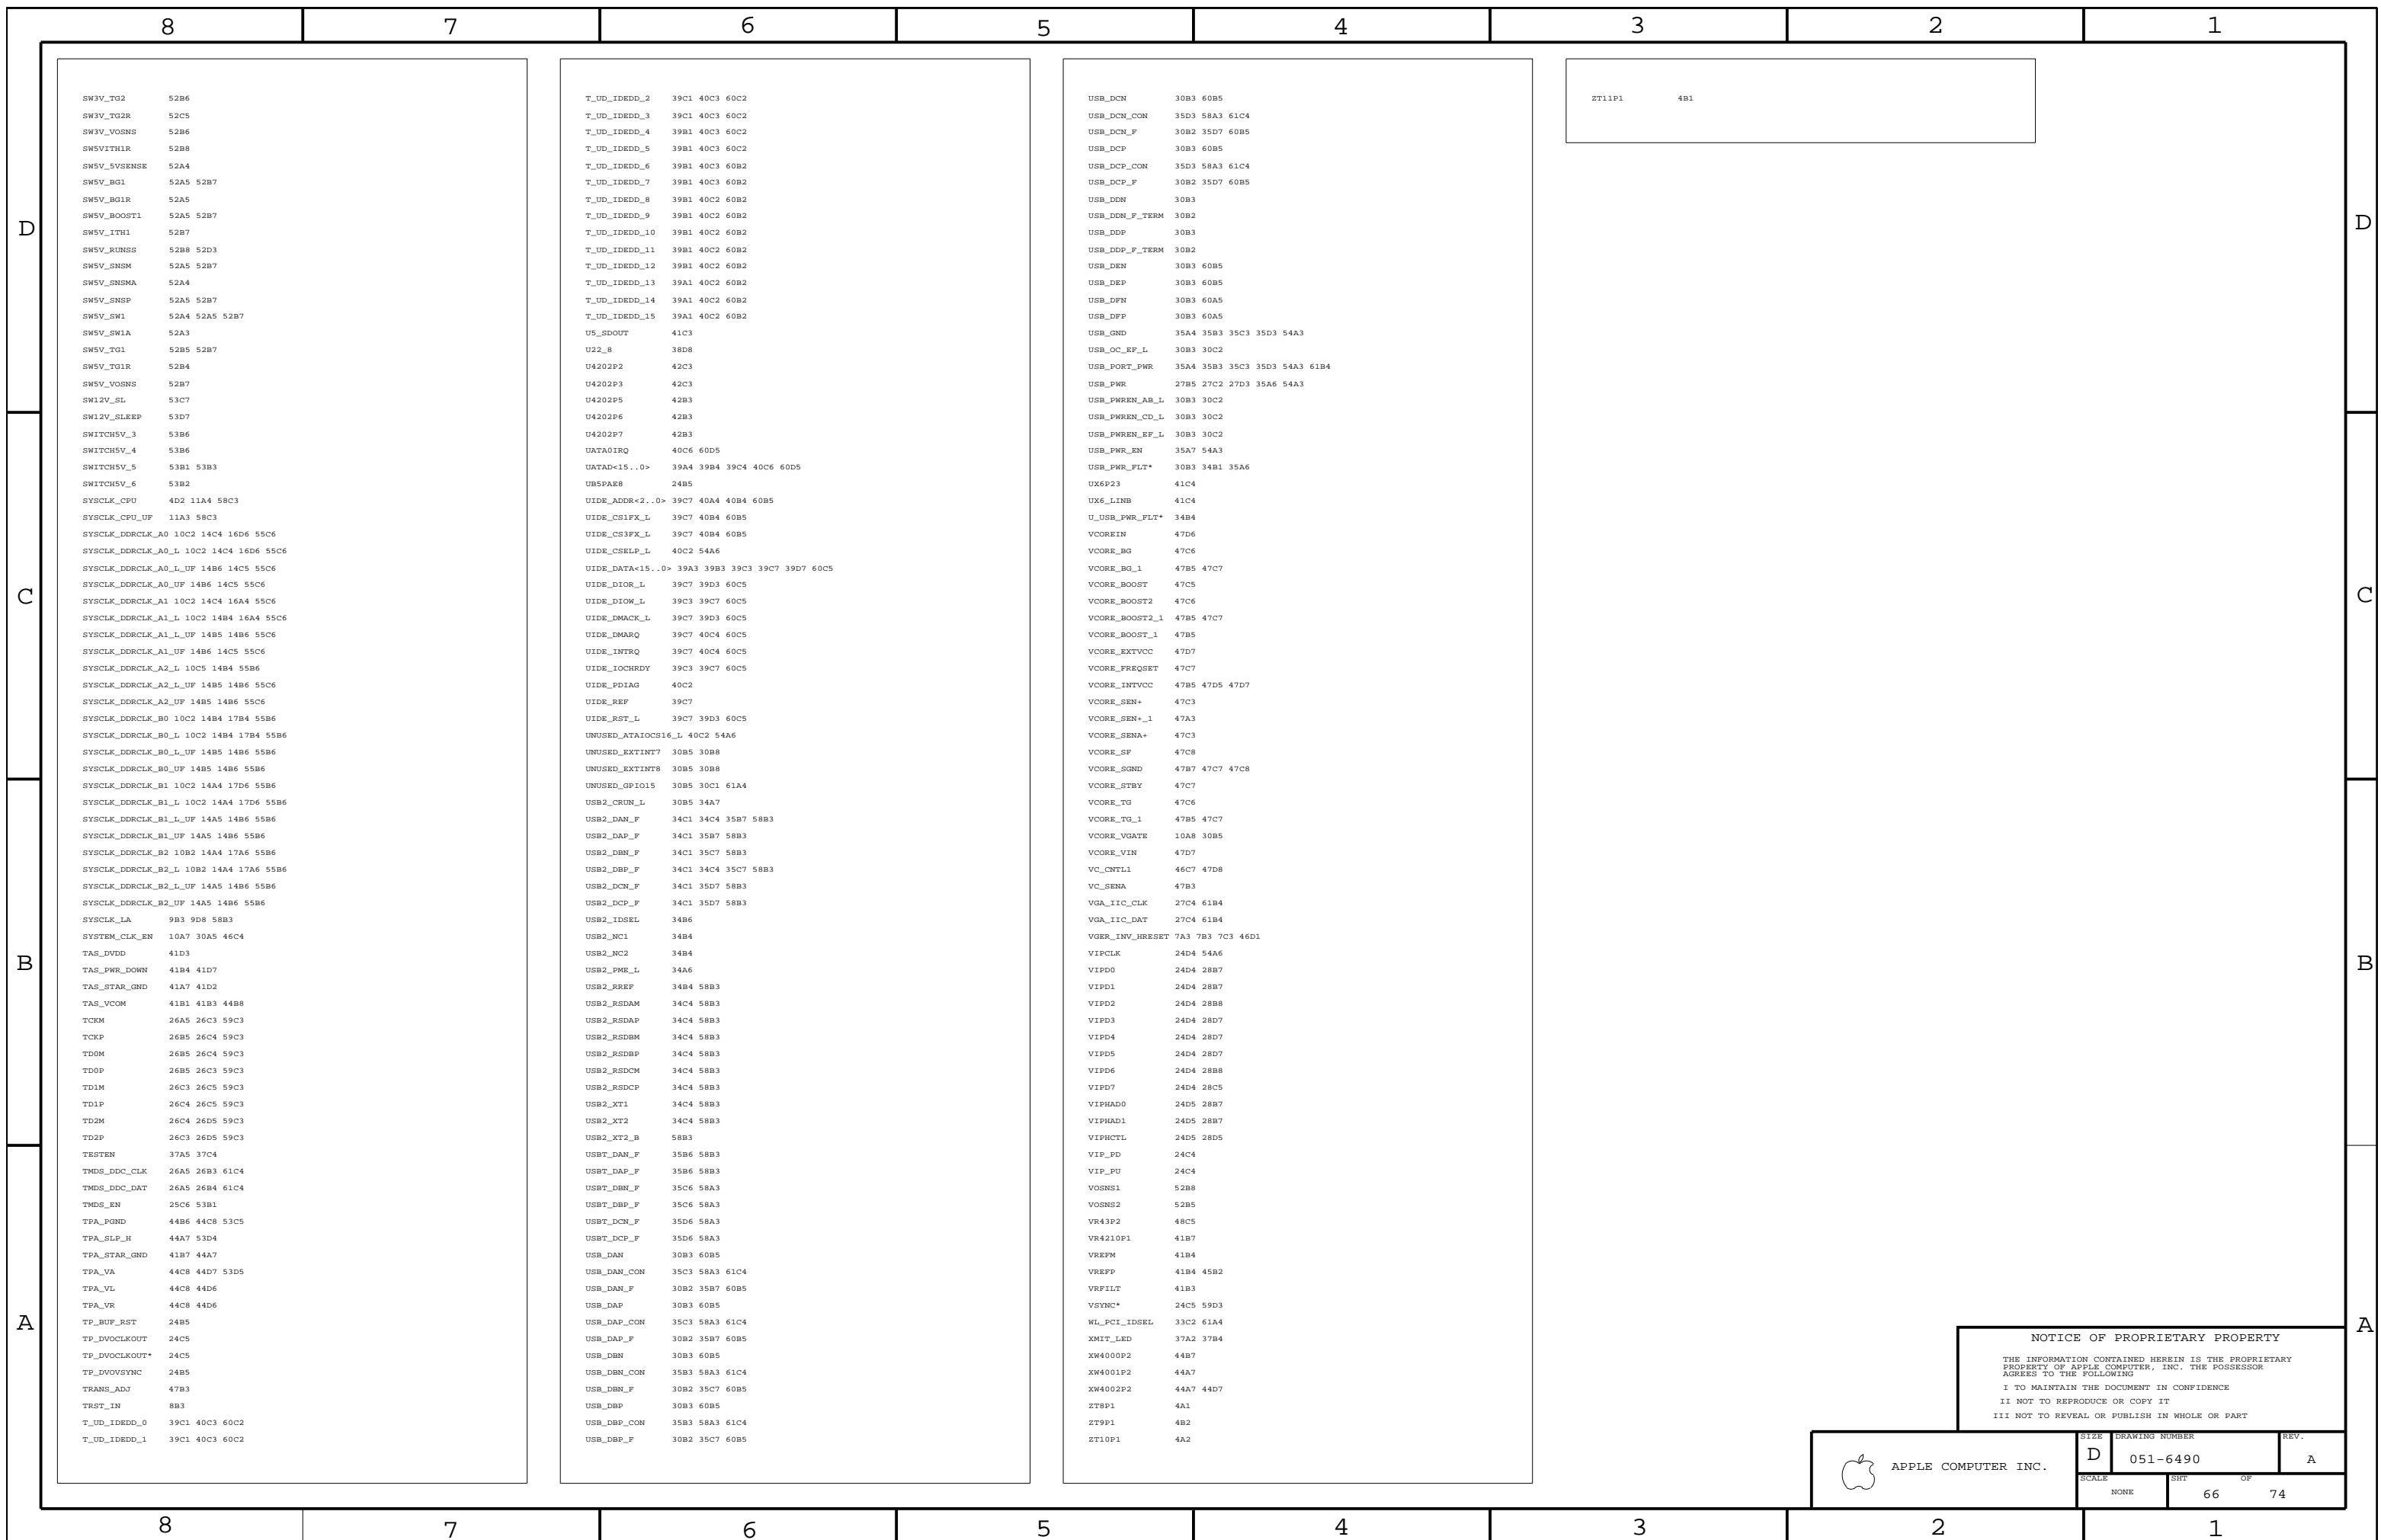 8 7 6 5 4 3 2 1
SW3V_TG2 52B6
SW3V_TG2R 52C5
SW3V_VOSNS 52B6
SW5VITH1R 52B8
SW5V_5VSENSE 52A4
SW5V_BG1 52A5 52B7
SW5V_BG1R 52A5
SW5V_BOOST1 52A5 52B7
SW5V_ITH1 52B7
SW5V_RUNSS 52B8 52D3
SW5V_SNSM 52A5 52B7
SW5V_SNSMA 52A4
SW5V_SNSP 52A5 52B7
SW5V_SW1 52A4 52A5 52B7
SW5V_SW1A 52A3
SW5V_TG1 52B5 52B7
SW5V_TG1R 52B4
SW5V_VOSNS 52B7
SW12V_SL 53C7
SW12V_SLEEP 53D7
SWITCH5V_3 53B6
SWITCH5V_4 53B6
SWITCH5V_5 53B1 53B3
SWITCH5V_6 53B2
SYSCLK_CPU 4D2 11A4 58C3
SYSCLK_CPU_UF 11A3 58C3
SYSCLK_DDRCLK_A0 10C2 14C4 16D6 55C6
SYSCLK_DDRCLK_A0_L 10C2 14C4 16D6 55C6
SYSCLK_DDRCLK_A0_L_UF 14B6 14C5 55C6
SYSCLK_DDRCLK_A0_UF 14B6 14C5 55C6
SYSCLK_DDRCLK_A1 10C2 14C4 16A4 55C6
SYSCLK_DDRCLK_A1_L 10C2 14B4 16A4 55C6
SYSCLK_DDRCLK_A1_L_UF 14B5 14B6 55C6
SYSCLK_DDRCLK_A1_UF 14B6 14C5 55C6
SYSCLK_DDRCLK_A2_L 10C5 14B4 55B6
SYSCLK_DDRCLK_A2_L_UF 14B5 14B6 55C6
SYSCLK_DDRCLK_A2_UF 14B5 14B6 55C6
SYSCLK_DDRCLK_B0 10C2 14B4 17B4 55B6
SYSCLK_DDRCLK_B0_L 10C2 14B4 17B4 55B6
SYSCLK_DDRCLK_B0_L_UF 14B5 14B6 55B6
SYSCLK_DDRCLK_B0_UF 14B5 14B6 55B6
SYSCLK_DDRCLK_B1 10C2 14A4 17D6 55B6
SYSCLK_DDRCLK_B1_L 10C2 14A4 17D6 55B6
SYSCLK_DDRCLK_B1_L_UF 14A5 14B6 55B6
SYSCLK_DDRCLK_B1_UF 14A5 14B6 55B6
SYSCLK_DDRCLK_B2 10B2 14A4 17A6 55B6
SYSCLK_DDRCLK_B2_L 10B2 14A4 17A6 55B6
SYSCLK_DDRCLK_B2_L_UF 14A5 14B6 55B6
SYSCLK_DDRCLK_B2_UF 14A5 14B6 55B6
SYSCLK_LA 9B3 9D8 58B3
SYSTEM_CLK_EN 10A7 30A5 46C4
TAS_DVDD 41D3
TAS_PWR_DOWN 41B4 41D7
TAS_STAR_GND 41A7 41D2
TAS_VCOM 41B1 41B3 44B8
TCKM 26A5 26C3 59C3
TCKP 26B5 26C4 59C3
TD0M 26B5 26C4 59C3
TD0P 26B5 26C3 59C3
TD1M 26C3 26C5 59C3
TD1P 26C4 26C5 59C3
TD2M 26C4 26D5 59C3
TD2P 26C3 26D5 59C3
TESTEN 37A5 37C4
TMDS_DDC_CLK 26A5 26B3 61C4
TMDS_DDC_DAT 26A5 26B4 61C4
TMDS_EN 25C6 53B1
TPA_PGND 44B6 44C8 53C5
TPA_SLP_H 44A7 53D4
TPA_STAR_GND 41B7 44A7
TPA_VA 44C8 44D7 53D5
TPA_VL 44C8 44D6
TPA_VR 44C8 44D6
TP_BUF_RST 24B5
TP_DVOCLKOUT 24C5
TP_DVOCLKOUT* 24C5
TP_DVOVSYNC 24B5
TRANS_ADJ 47B3
TRST_IN 8B3
T_UD_IDEDD_0 39C1 40C3 60C2
T_UD_IDEDD_1 39C1 40C3 60C2
T_UD_IDEDD_2 39C1 40C3 60C2
T_UD_IDEDD_3 39C1 40C3 60C2
T_UD_IDEDD_4 39B1 40C3 60C2
T_UD_IDEDD_5 39B1 40C3 60C2
T_UD_IDEDD_6 39B1 40C3 60B2
T_UD_IDEDD_7 39B1 40C3 60B2
T_UD_IDEDD_8 39B1 40C2 60B2
T_UD_IDEDD_9 39B1 40C2 60B2
T_UD_IDEDD_10 39B1 40C2 60B2
T_UD_IDEDD_11 39B1 40C2 60B2
T_UD_IDEDD_12 39B1 40C2 60B2
T_UD_IDEDD_13 39A1 40C2 60B2
T_UD_IDEDD_14 39A1 40C2 60B2
T_UD_IDEDD_15 39A1 40C2 60B2
U5_SDOUT 41C3
U22_8 38D8
U4202P2 42C3
U4202P3 42C3
U4202P5 42B3
U4202P6 42B3
U4202P7 42B3
UATA0IRQ 40C6 60D5
UATAD<15..0> 39A4 39B4 39C4 40C6 60D5
UB5PAE8 24B5
UIDE_ADDR<2..0> 39C7 40A4 40B4 60B5
UIDE_CS1FX_L 39C7 40B4 60B5
UIDE_CS3FX_L 39C7 40B4 60B5
UIDE_CSELP_L 40C2 54A6
UIDE_DATA<15..0> 39A3 39B3 39C3 39C7 39D7 60C5
UIDE_DIOR_L 39C7 39D3 60C5
UIDE_DIOW_L 39C3 39C7 60C5
UIDE_DMACK_L 39C7 39D3 60C5
UIDE_DMARQ 39C7 40C4 60C5
UIDE_INTRQ 39C7 40C4 60C5
UIDE_IOCHRDY 39C3 39C7 60C5
UIDE_PDIAG 40C2
UIDE_REF 39C7
UIDE_RST_L 39C7 39D3 60C5
UNUSED_ATAIOCS16_L 40C2 54A6
UNUSED_EXTINT7 30B5 30B8
UNUSED_EXTINT8 30B5 30B8
UNUSED_GPIO15 30B5 30C1 61A4
USB2_CRUN_L 30B5 34A7
USB2_DAN_F 34C1 34C4 35B7 58B3
USB2_DAP_F 34C1 35B7 58B3
USB2_DBN_F 34C1 35C7 58B3
USB2_DBP_F 34C1 34C4 35C7 58B3
USB2_DCN_F 34C1 35D7 58B3
USB2_DCP_F 34C1 35D7 58B3
USB2_IDSEL 34B6
USB2_NC1 34B4
USB2_NC2 34B4
USB2_PME_L 34A6
USB2_RREF 34B4 58B3
USB2_RSDAM 34C4 58B3
USB2_RSDAP 34C4 58B3
USB2_RSDBM 34C4 58B3
USB2_RSDBP 34C4 58B3
USB2_RSDCM 34C4 58B3
USB2_RSDCP 34C4 58B3
USB2_XT1 34C4 58B3
USB2_XT2 34C4 58B3
USB2_XT2_B 58B3
USBT_DAN_F 35B6 58B3
USBT_DAP_F 35B6 58B3
USBT_DBN_F 35C6 58A3
USBT_DBP_F 35C6 58A3
USBT_DCN_F 35D6 58A3
USBT_DCP_F 35D6 58A3
USB_DAN 30B3 60B5
USB_DAN_CON 35C3 58A3 61C4
USB_DAN_F 30B2 35B7 60B5
USB_DAP 30B3 60B5
USB_DAP_CON 35C3 58A3 61C4
USB_DAP_F 30B2 35B7 60B5
USB_DBN 30B3 60B5
USB_DBN_CON 35B3 58A3 61C4
USB_DBN_F 30B2 35C7 60B5
USB_DBP 30B3 60B5
USB_DBP_CON 35B3 58A3 61C4
USB_DBP_F 30B2 35C7 60B5
USB_DCN 30B3 60B5
USB_DCN_CON 35D3 58A3 61C4
USB_DCN_F 30B2 35D7 60B5
USB_DCP 30B3 60B5
USB_DCP_CON 35D3 58A3 61C4
USB_DCP_F 30B2 35D7 60B5
USB_DDN 30B3
USB_DDN_F_TERM 30B2
USB_DDP 30B3
USB_DDP_F_TERM 30B2
USB_DEN 30B3 60B5
USB_DEP 30B3 60B5
USB_DFN 30B3 60A5
USB_DFP 30B3 60A5
USB_GND 35A4 35B3 35C3 35D3 54A3
USB_OC_EF_L 30B3 30C2
USB_PORT_PWR 35A4 35B3 35C3 35D3 54A3 61B4
USB_PWR 27B5 27C2 27D3 35A6 54A3
USB_PWREN_AB_L 30B3 30C2
USB_PWREN_CD_L 30B3 30C2
USB_PWREN_EF_L 30B3 30C2
USB_PWR_EN 35A7 54A3
USB_PWR_FLT* 30B3 34B1 35A6
UX6P23 41C4
UX6_LINB 41C4
U_USB_PWR_FLT* 34B4
VCOREIN 47D6
VCORE_BG 47C6
VCORE_BG_1 47B5 47C7
VCORE_BOOST 47C5
VCORE_BOOST2 47C6
VCORE_BOOST2_1 47B5 47C7
VCORE_BOOST_1 47B5
VCORE_EXTVCC 47D7
VCORE_FREQSET 47C7
VCORE_INTVCC 47B5 47D5 47D7
VCORE_SEN+ 47C3
VCORE_SEN+_1 47A3
VCORE_SENA+ 47C3
VCORE_SF 47C8
VCORE_SGND 47B7 47C7 47C8
VCORE_STBY 47C7
VCORE_TG 47C6
VCORE_TG_1 47B5 47C7
VCORE_VGATE 10A8 30B5
VCORE_VIN 47D7
VC_CNTL1 46C7 47D8
VC_SENA 47B3
VGA_IIC_CLK 27C4 61B4
VGA_IIC_DAT 27C4 61B4
VGER_INV_HRESET 7A3 7B3 7C3 46D1
VIPCLK 24D4 54A6
VIPD0 24D4 28B7
VIPD1 24D4 28B7
VIPD2 24D4 28B8
VIPD3 24D4 28D7
VIPD4 24D4 28D7
VIPD5 24D4 28D7
VIPD6 24D4 28B8
VIPD7 24D4 28C5
VIPHAD0 24D5 28B7
VIPHAD1 24D5 28B7
VIPHCTL 24D5 28D5
VIP_PD 24C4
VIP_PU 24C4
VOSNS1 52B8
VOSNS2 52B5
VR43P2 48C5
VR4210P1 41B7
VREFM 41B4
VREFP 41B4 45B2
VRFILT 41B3
VSYNC* 24C5 59D3
WL_PCI_IDSEL 33C2 61A4
XMIT_LED 37A2 37B4
XW4000P2 44B7
XW4001P2 44A7
XW4002P2 44A7 44D7
ZT8P1 4A1
ZT9P1 4B2
ZT10P1 4A2
ZT11P1 4B1
D D
C C
B B
A A
NOTICE OF PROPRIETARY PROPERTY
THE INFORMATION CONTAINED HEREIN IS THE PROPRIETARY
PROPERTY OF APPLE COMPUTER, INC. THE POSSESSOR
AGREES TO THE FOLLOWING
I TO MAINTAIN THE DOCUMENT IN CONFIDENCE
II NOT TO REPRODUCE OR COPY IT
III NOT TO REVEAL OR PUBLISH IN WHOLE OR PART
APPLE COMPUTER INC.
SIZE DRAWING NUMBER REV.
D 051-6490 A
SCALE SHT OF
NONE 66 74
8 7 6 5 4 3 2 1